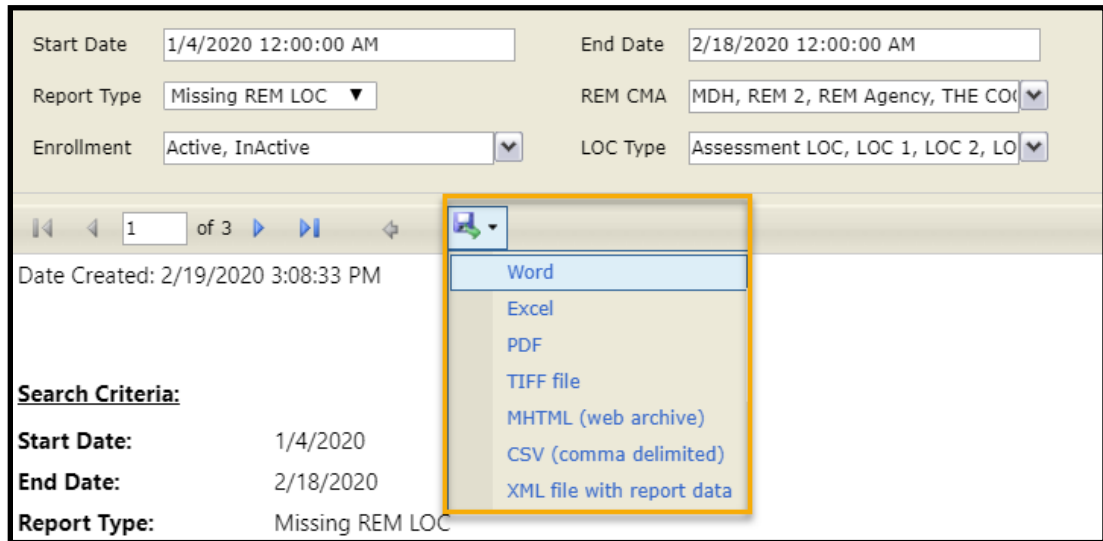 Start Date 1/4/2020 12:00:00 AM End Date 2/18/2020 12:00:00 AM
Report Type Missing REM LOC REM CMA MDH, REM 2, REM Agency, THE
Enrollment Active, InActive LOC Type Assessment LOC, LOC 1, LOC 2, LO
1 of 3
Date Created: 2/19/2020 3:08:33 PM
Word
Excel
PDF
TIFF file
MHTML (web archive)
CSV (comma delimited)
XML file with report data
Search Criteria:
Start Date: 1/4/2020
End Date: 2/18/2020
Report Type: Missing REM LOC